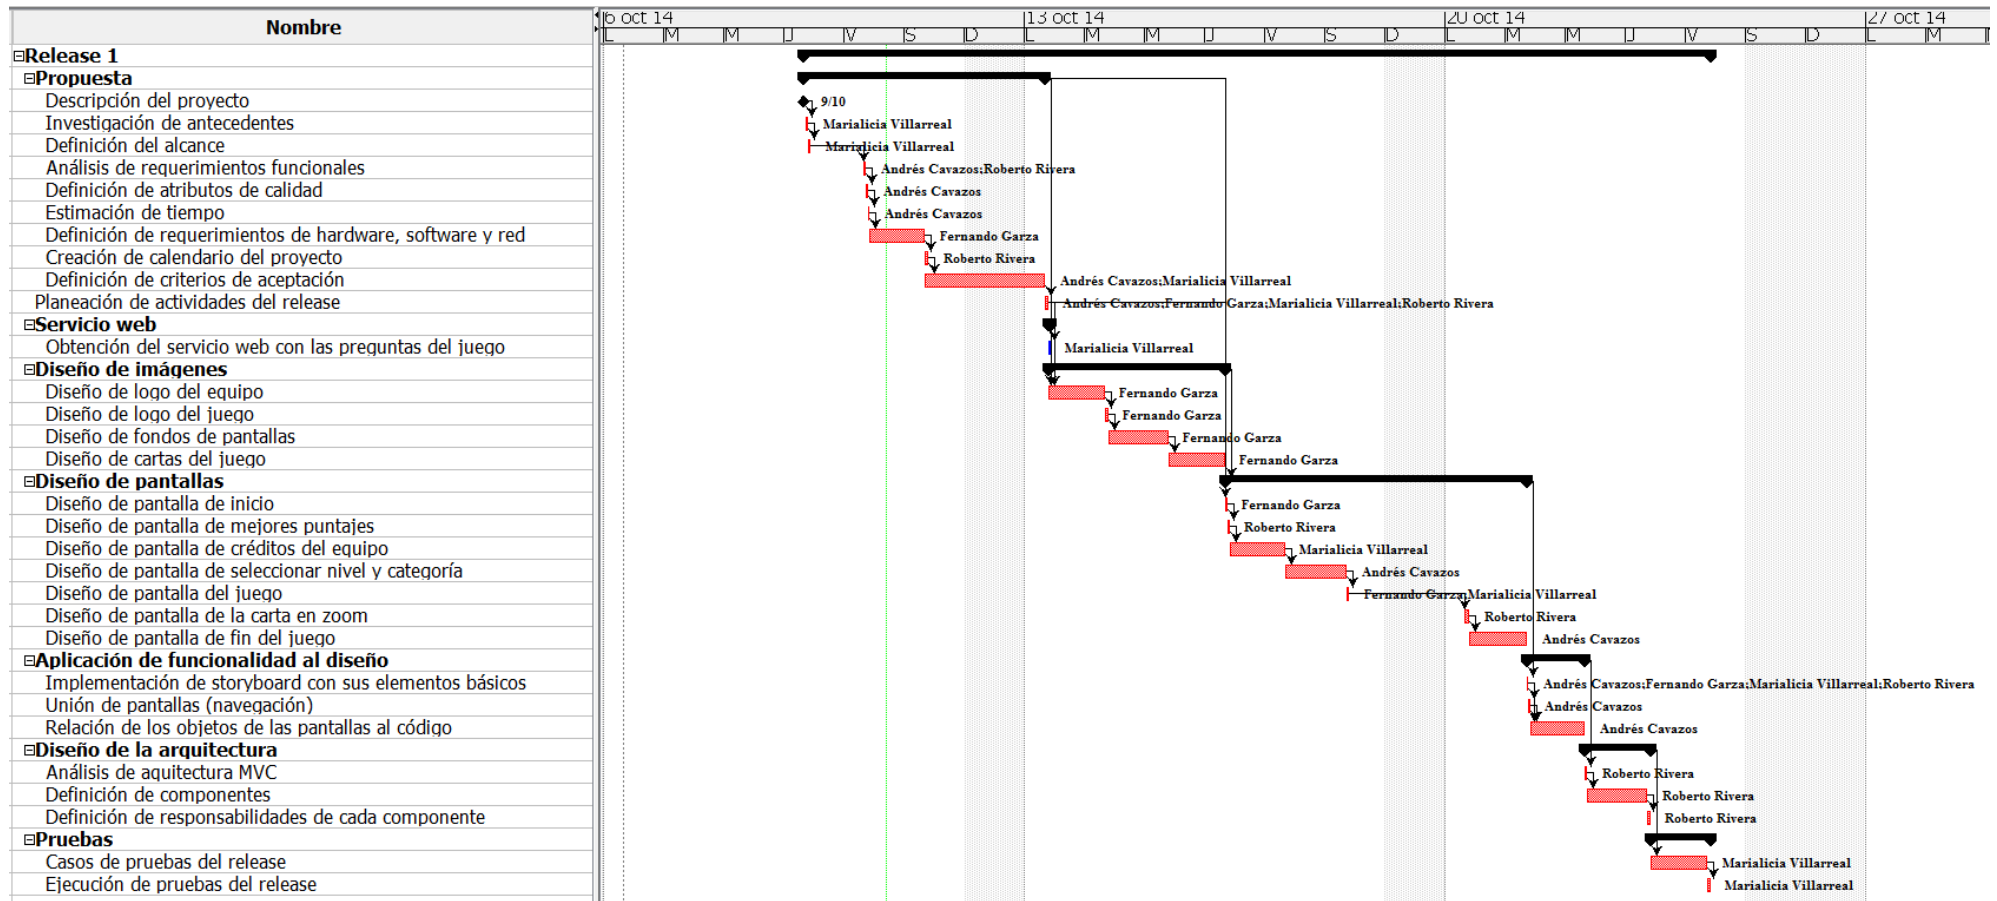 Nombre
6 oct 14 13 oct 14 20 oct 14 27 oct 14
L M M J V S D L M M J V S D L M M J V S D L M
Release 1
Propuesta
Descripción del proyecto 9/10
Investigación de antecedentes Marialicia Villarreal
Definición del alcance Marialicia Villarreal
Análisis de requerimientos funcionales Andrés Cavazos;Roberto Rivera
Definición de atributos de calidad Andrés Cavazos
Estimación de tiempo Andrés Cavazos
Definición de requerimientos de hardware, software y red Fernando Garza
Creación de calendario del proyecto Roberto Rivera
Definición de criterios de aceptación Andrés Cavazos;Marialicia Villarreal
Planeación de actividades del release Andrés Cavazos;Fernando Garza;Marialicia Villarreal;Roberto Rivera
Servicio web
Obtención del servicio web con las preguntas del juego Marialicia Villarreal
Diseño de imágenes
Diseño de logo del equipo Fernando Garza
Diseño de logo del juego Fernando Garza
Diseño de fondos de pantallas Fernando Garza
Diseño de cartas del juego Fernando Garza
Diseño de pantallas
Diseño de pantalla de inicio Fernando Garza
Diseño de pantalla de mejores puntajes Roberto Rivera
Diseño de pantalla de créditos del equipo Marialicia Villarreal
Diseño de pantalla de seleccionar nivel y categoría Andrés Cavazos
Diseño de pantalla del juego Fernando Garza;Marialicia Villarreal
Diseño de pantalla de la carta en zoom Roberto Rivera
Diseño de pantalla de fin del juego Andrés Cavazos
Aplicación de funcionalidad al diseño
Implementación de storyboard con sus elementos básicos Andrés Cavazos;Fernando Garza;Marialicia Villarreal;Roberto Rivera
Unión de pantallas (navegación) Andrés Cavazos
Relación de los objetos de las pantallas al código Andrés Cavazos
Diseño de la arquitectura
Análisis de aquitectura MVC Roberto Rivera
Definición de componentes Roberto Rivera
Definición de responsabilidades de cada componente Roberto Rivera
Pruebas
Casos de pruebas del release Marialicia Villarreal
Ejecución de pruebas del release Marialicia Villarreal